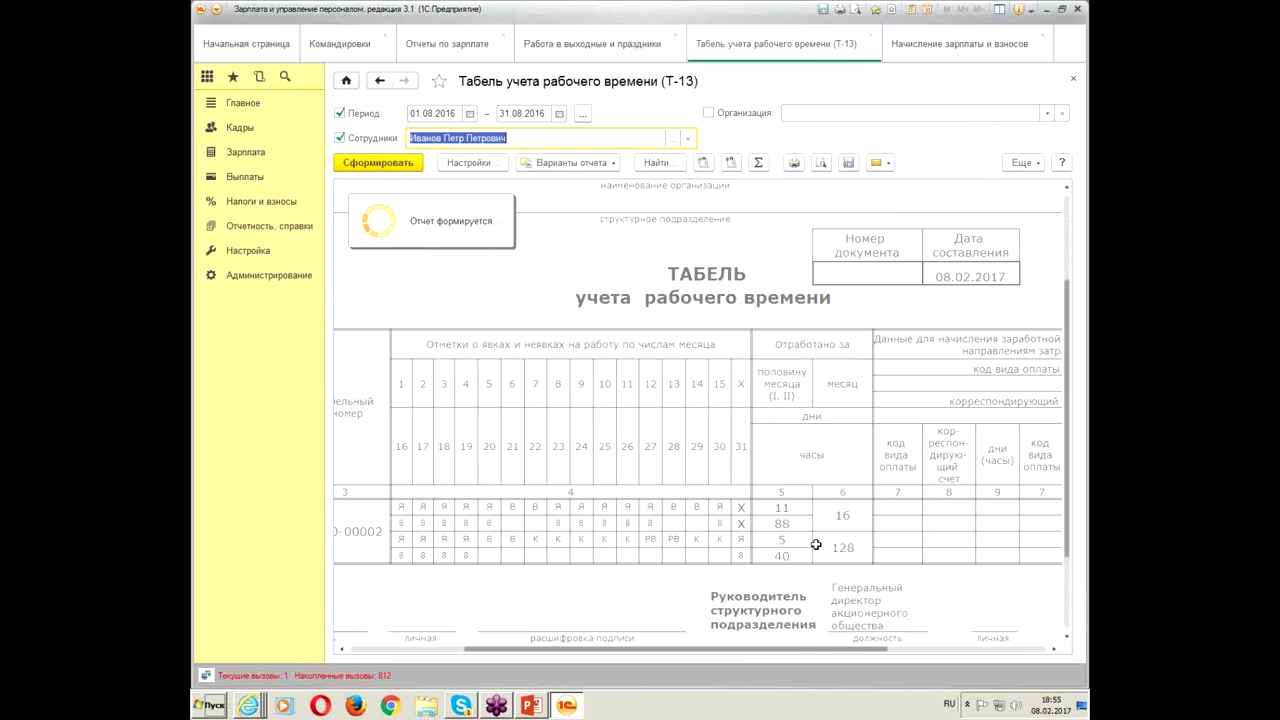 Зарплата и управление персоналом, редакция 3.1 (1С:Предприятие)
M M+ M-
Начальная страница
Командировки
Отчеты по зарплате
Работа в выходные и праздники
Табель учета рабочего времени (Т-13)
Начисление зарплаты и взносов
Табель учета рабочего времени (Т-13)
Главное
Кадры
Зарплата
Выплаты
Налоги и взносы
Отчетность, справки
Настройка
Администрирование
Период: 01.08.2016 – 31.08.2016 ... Организация:
Сотрудники: Иванов Петр Петрович
Сформировать Настройки... Варианты отчета Найти... Σ Еще ?
наименование организации
структурное подразделение
Отчет формируется...
Номер документа
Дата составления
08.02.2017
ТАБЕЛЬ
учета рабочего времени
Отметки о явках и неявках на работу по числам месяца
Отработано за
Данные для начисления заработной
направлениям затр
код вида оплаты
корреспондирующий
половину месяца (I, II)
месяц
дни
часы
бельный
номер
1 2 3 4 5 6 7 8 9 10 11 12 13 14 15 X
16 17 18 19 20 21 22 23 24 25 26 27 28 29 30 31
код вида оплаты
кор-респон-дирую-щий счет
дни (часы)
код вида оплаты
3 4 5 6 7 8 9 7
0-00002
Я Я Я Я Я В В Я Я Я Я Я В В Я X 11
8 8 8 8 8 8 8 8 8 8 8 X 88
16
Я Я Я Я В В К К К К К РВ РВ К К Я 5
8 8 8 8 8 40
128
Руководитель
структурного
подразделения
Генеральный
директор
акционерного
общества
личная расшифровка подписи должность личная
Текущие вызовы: 1 Накопленные вызовы: 812
Пуск
RU
18:55
08.02.2017